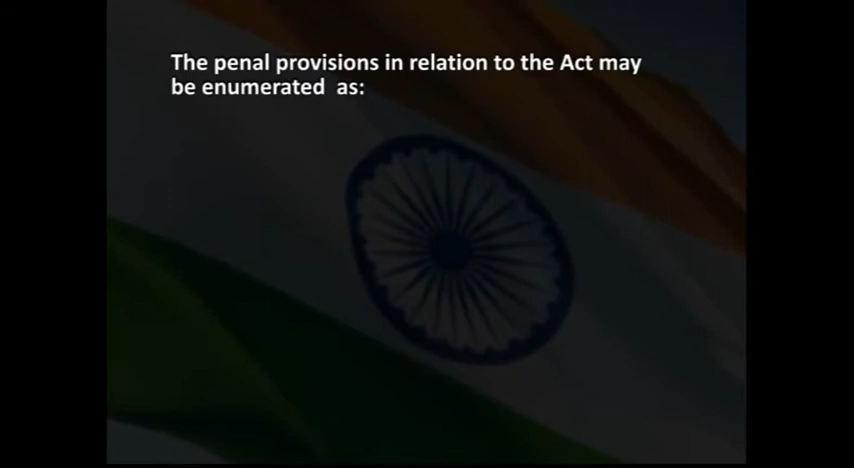 The penal provisions in relation to the Act may
be enumerated as: